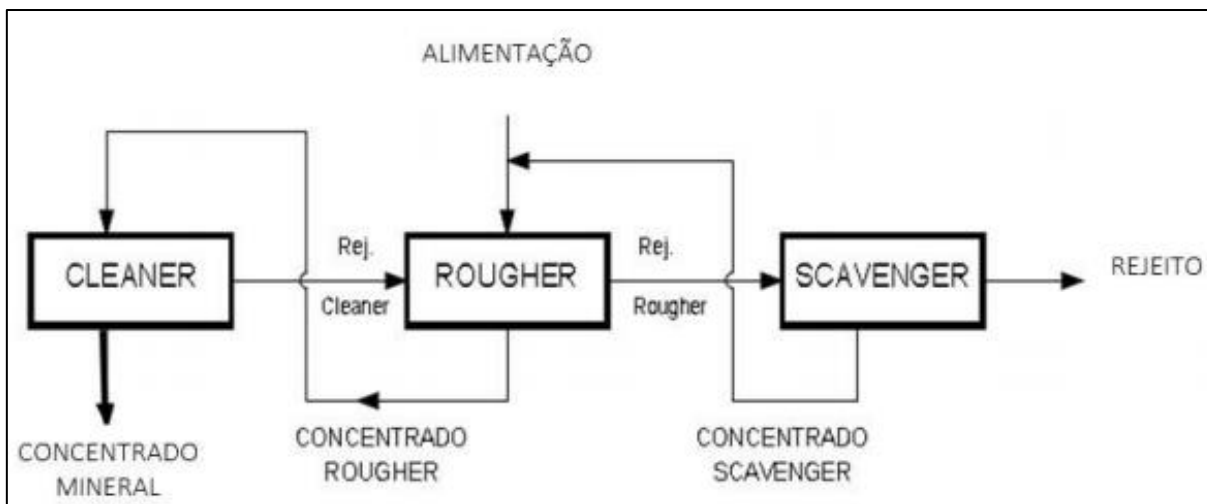 ALIMENTAÇÃO
CLEANER
Rej.
Cleaner
ROUGHER
Rej.
Rougher
SCAVENGER
REJEITO
CONCENTRADO
MINERAL
CONCENTRADO
ROUGHER
CONCENTRADO
SCAVENGER